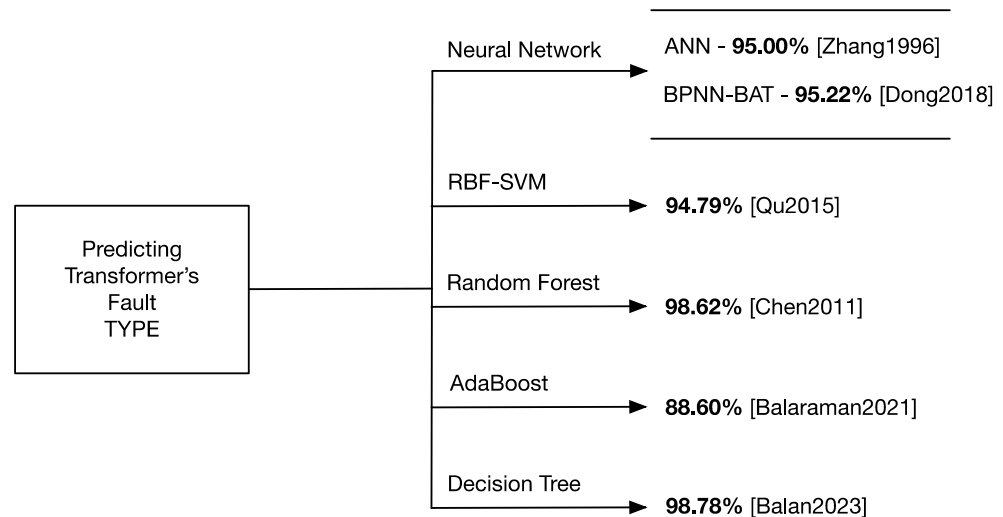 Predicting
Transformer's
Fault
TYPE
Neural Network
ANN - 95.00% [Zhang1996]
BPNN-BAT - 95.22% [Dong2018]
RBF-SVM
94.79% [Qu2015]
Random Forest
98.62% [Chen2011]
AdaBoost
88.60% [Balaraman2021]
Decision Tree
98.78% [Balan2023]